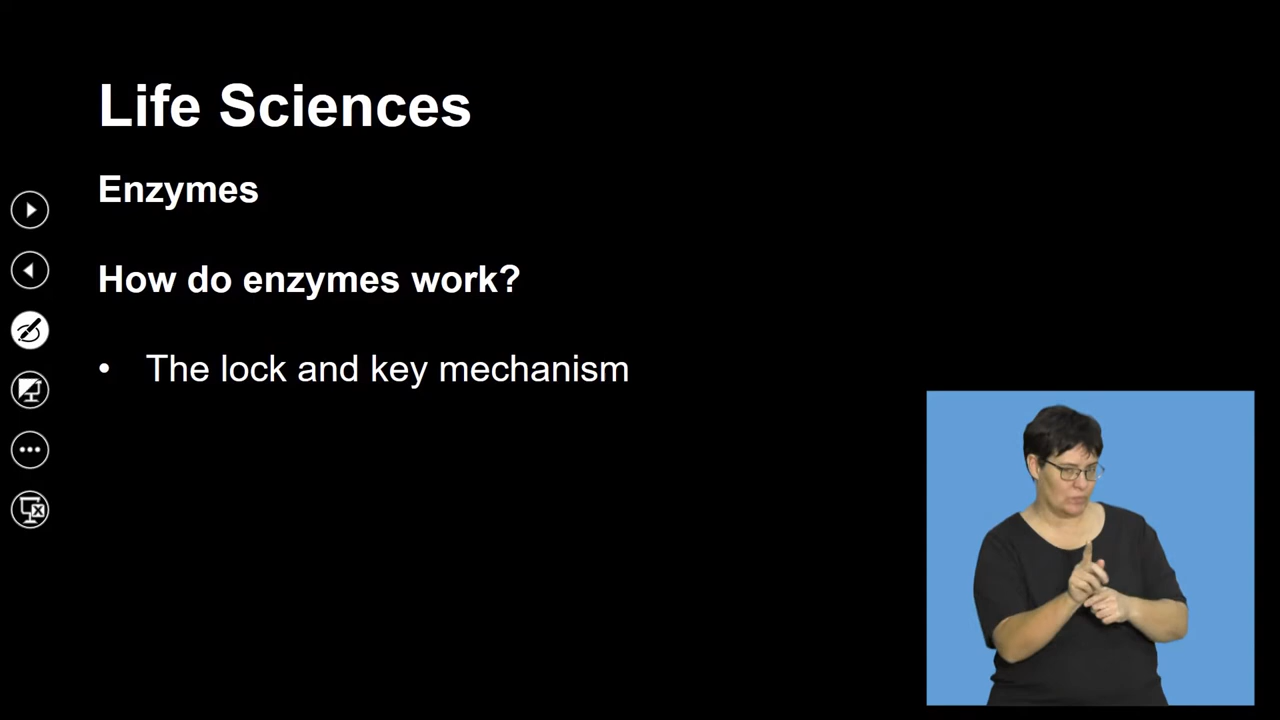 Life Sciences
Enzymes
How do enzymes work?
• The lock and key mechanism